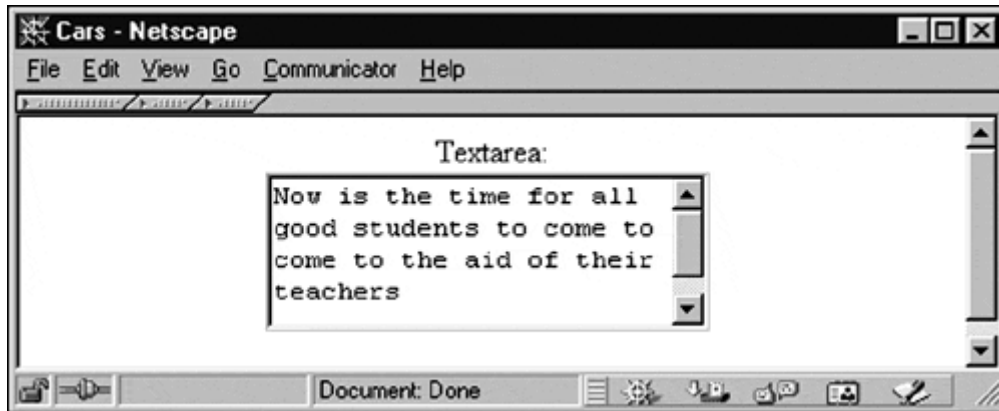 Cars - Netscape
File Edit View Go Communicator Help
Textarea:
Now is the time for all
good students to come to
come to the aid of their
teachers
Document: Done